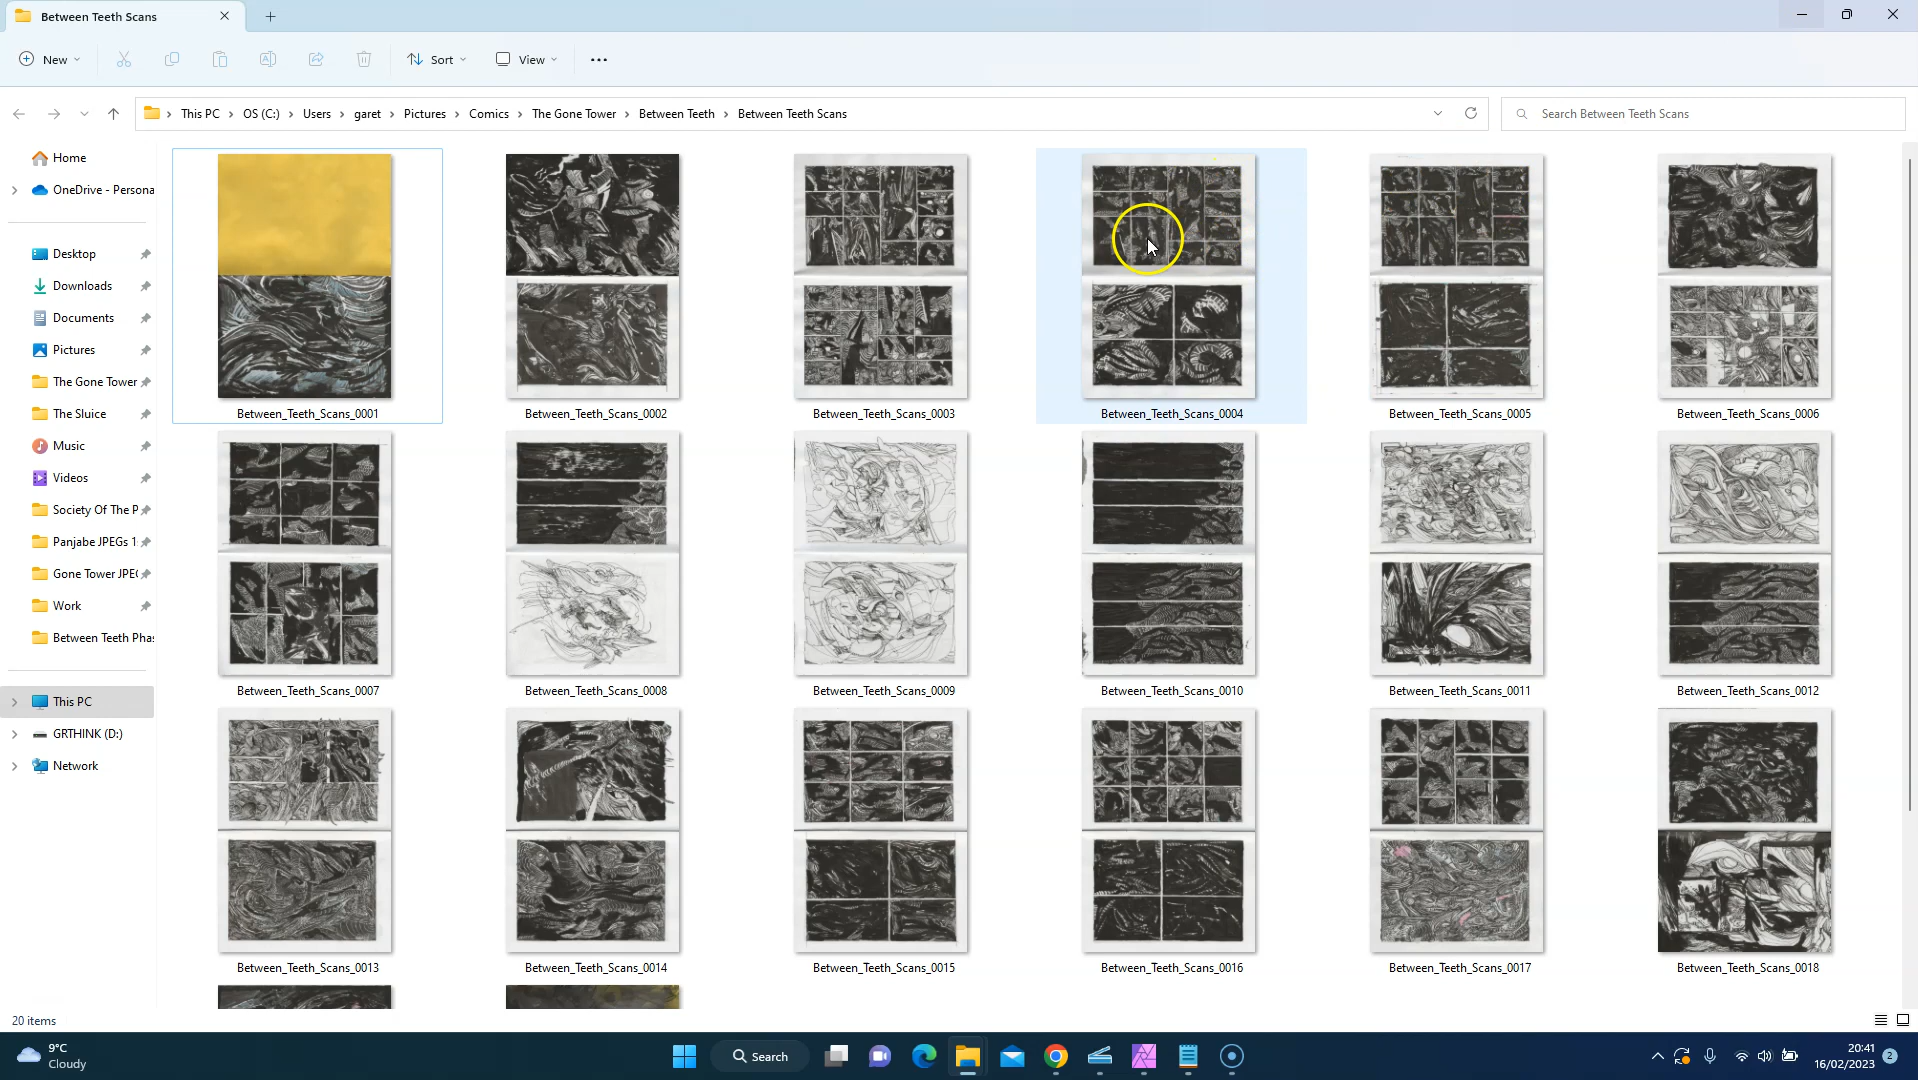 Between Teeth Scans
New
Sort
View
This PC > OS (C:) > Users > garet > Pictures > Comics > The Gone Tower > Between Teeth > Between Teeth Scans
Search Between Teeth Scans
Home
OneDrive - Persona
Desktop
Downloads
Documents
Pictures
The Gone Tower
The Sluice
Music
Videos
Society Of The P
Panjabe JPEGs 1
Gone Tower JPE
Work
Between Teeth Phas
This PC
GRTHINK (D:)
Network
Between_Teeth_Scans_0001
Between_Teeth_Scans_0002
Between_Teeth_Scans_0003
Between_Teeth_Scans_0004
Between_Teeth_Scans_0005
Between_Teeth_Scans_0006
Between_Teeth_Scans_0007
Between_Teeth_Scans_0008
Between_Teeth_Scans_0009
Between_Teeth_Scans_0010
Between_Teeth_Scans_0011
Between_Teeth_Scans_0012
Between_Teeth_Scans_0013
Between_Teeth_Scans_0014
Between_Teeth_Scans_0015
Between_Teeth_Scans_0016
Between_Teeth_Scans_0017
Between_Teeth_Scans_0018
20 items
9°C
Cloudy
Search
20:41
16/02/2023
2